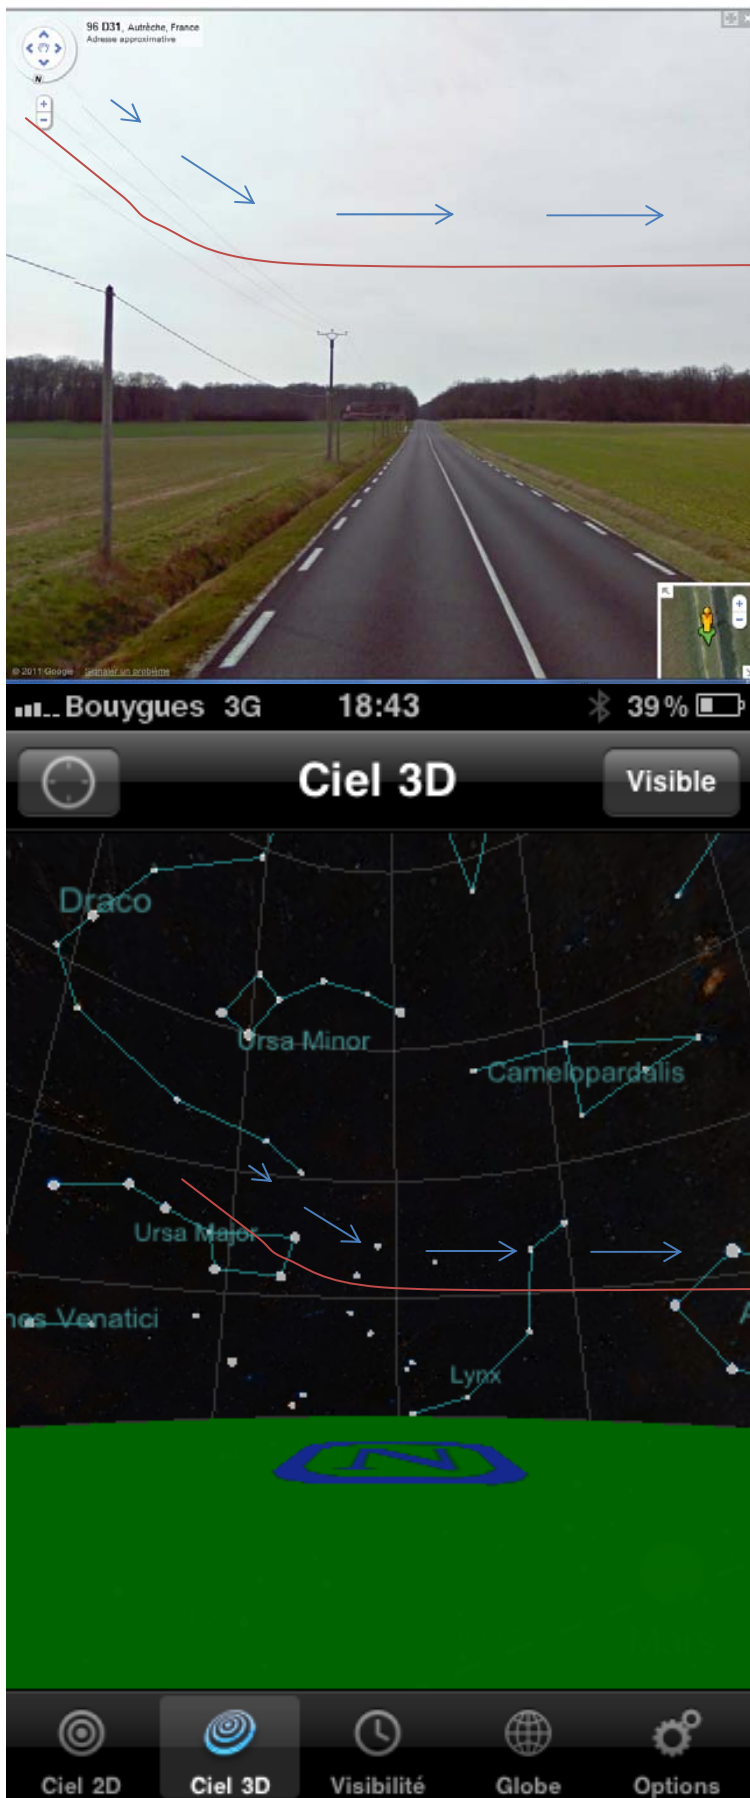 96 D31, Autrèche, France
Adresse approximative
N
© 2011 Google Signaler un problème
Bouygues 3G 18:43 39%
Ciel 3D
Visible
Draco
Ursa Minor
Camelopardalis
Ursa Major
nes Venatici
A
Lynx
N
Ciel 2D
Ciel 3D
Visibilité
Globe
Options